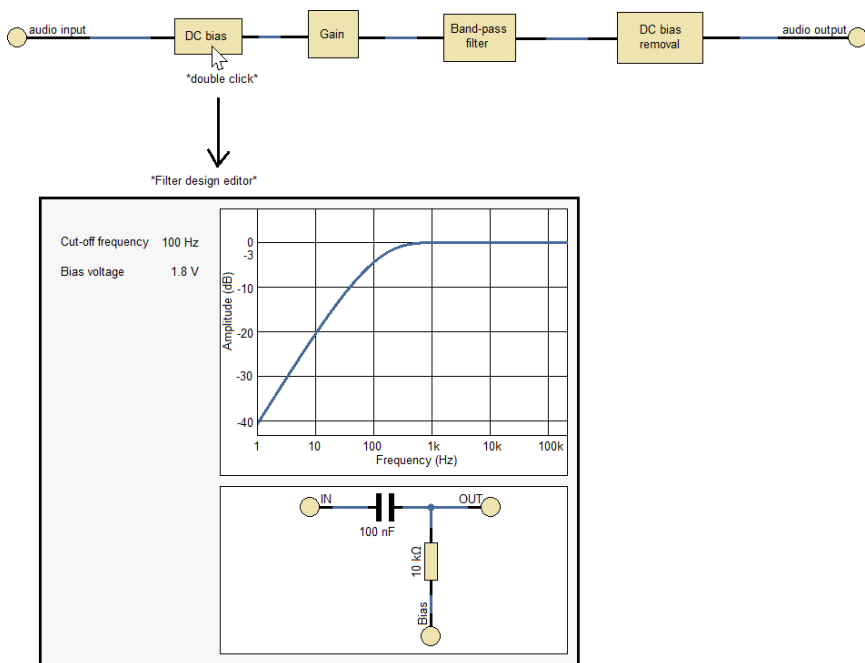 audio input
DC bias
Gain
Band-pass
filter
DC bias
removal
audio output
*double click*
*Filter design editor*
Cut-off frequency 100 Hz
Bias voltage 1.8 V
Amplitude (dB)
0
-3
-10
-20
-30
-40
1 10 100 1k 10k 100k
Frequency (Hz)
IN
OUT
100 nF
10 kΩ
Bias